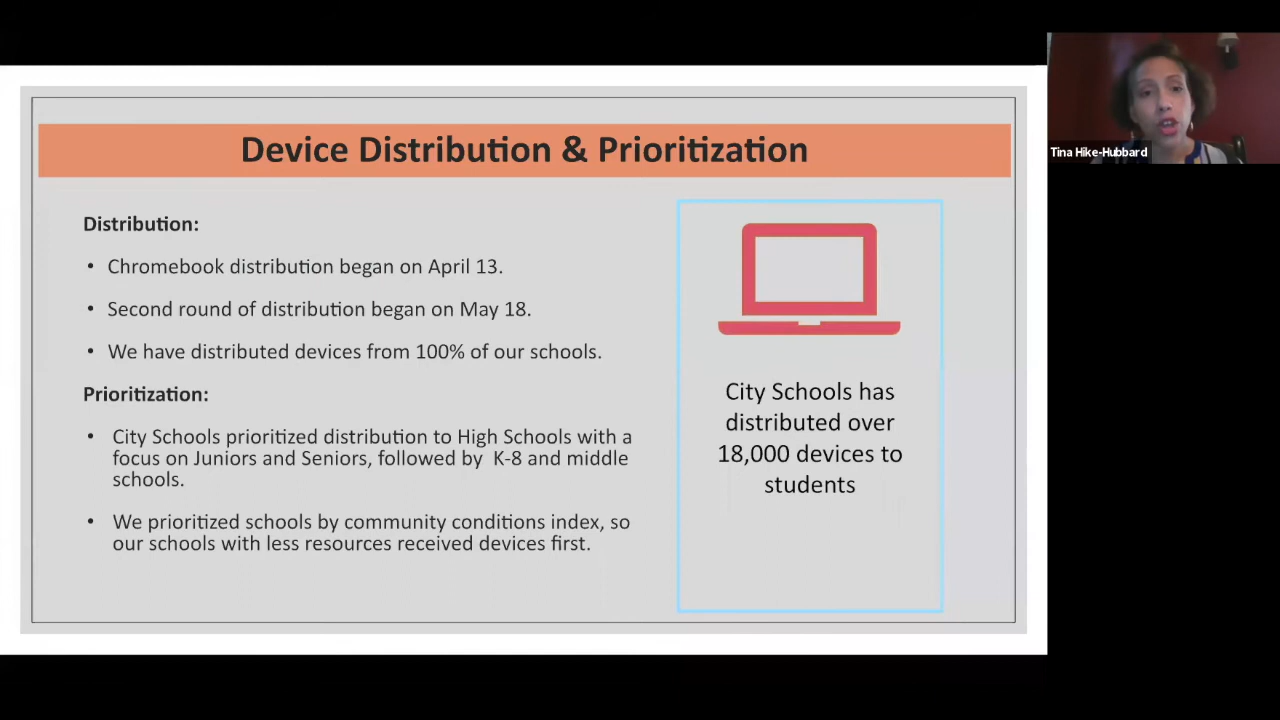 Device Distribution & Prioritization
Distribution:
• Chromebook distribution began on April 13.
• Second round of distribution began on May 18.
• We have distributed devices from 100% of our schools.
Prioritization:
• City Schools prioritized distribution to High Schools with a
focus on Juniors and Seniors, followed by K-8 and middle
schools.
• We prioritized schools by community conditions index, so
our schools with less resources received devices first.
City Schools has
distributed over
18,000 devices to
students
Tina Hike-Hubbard